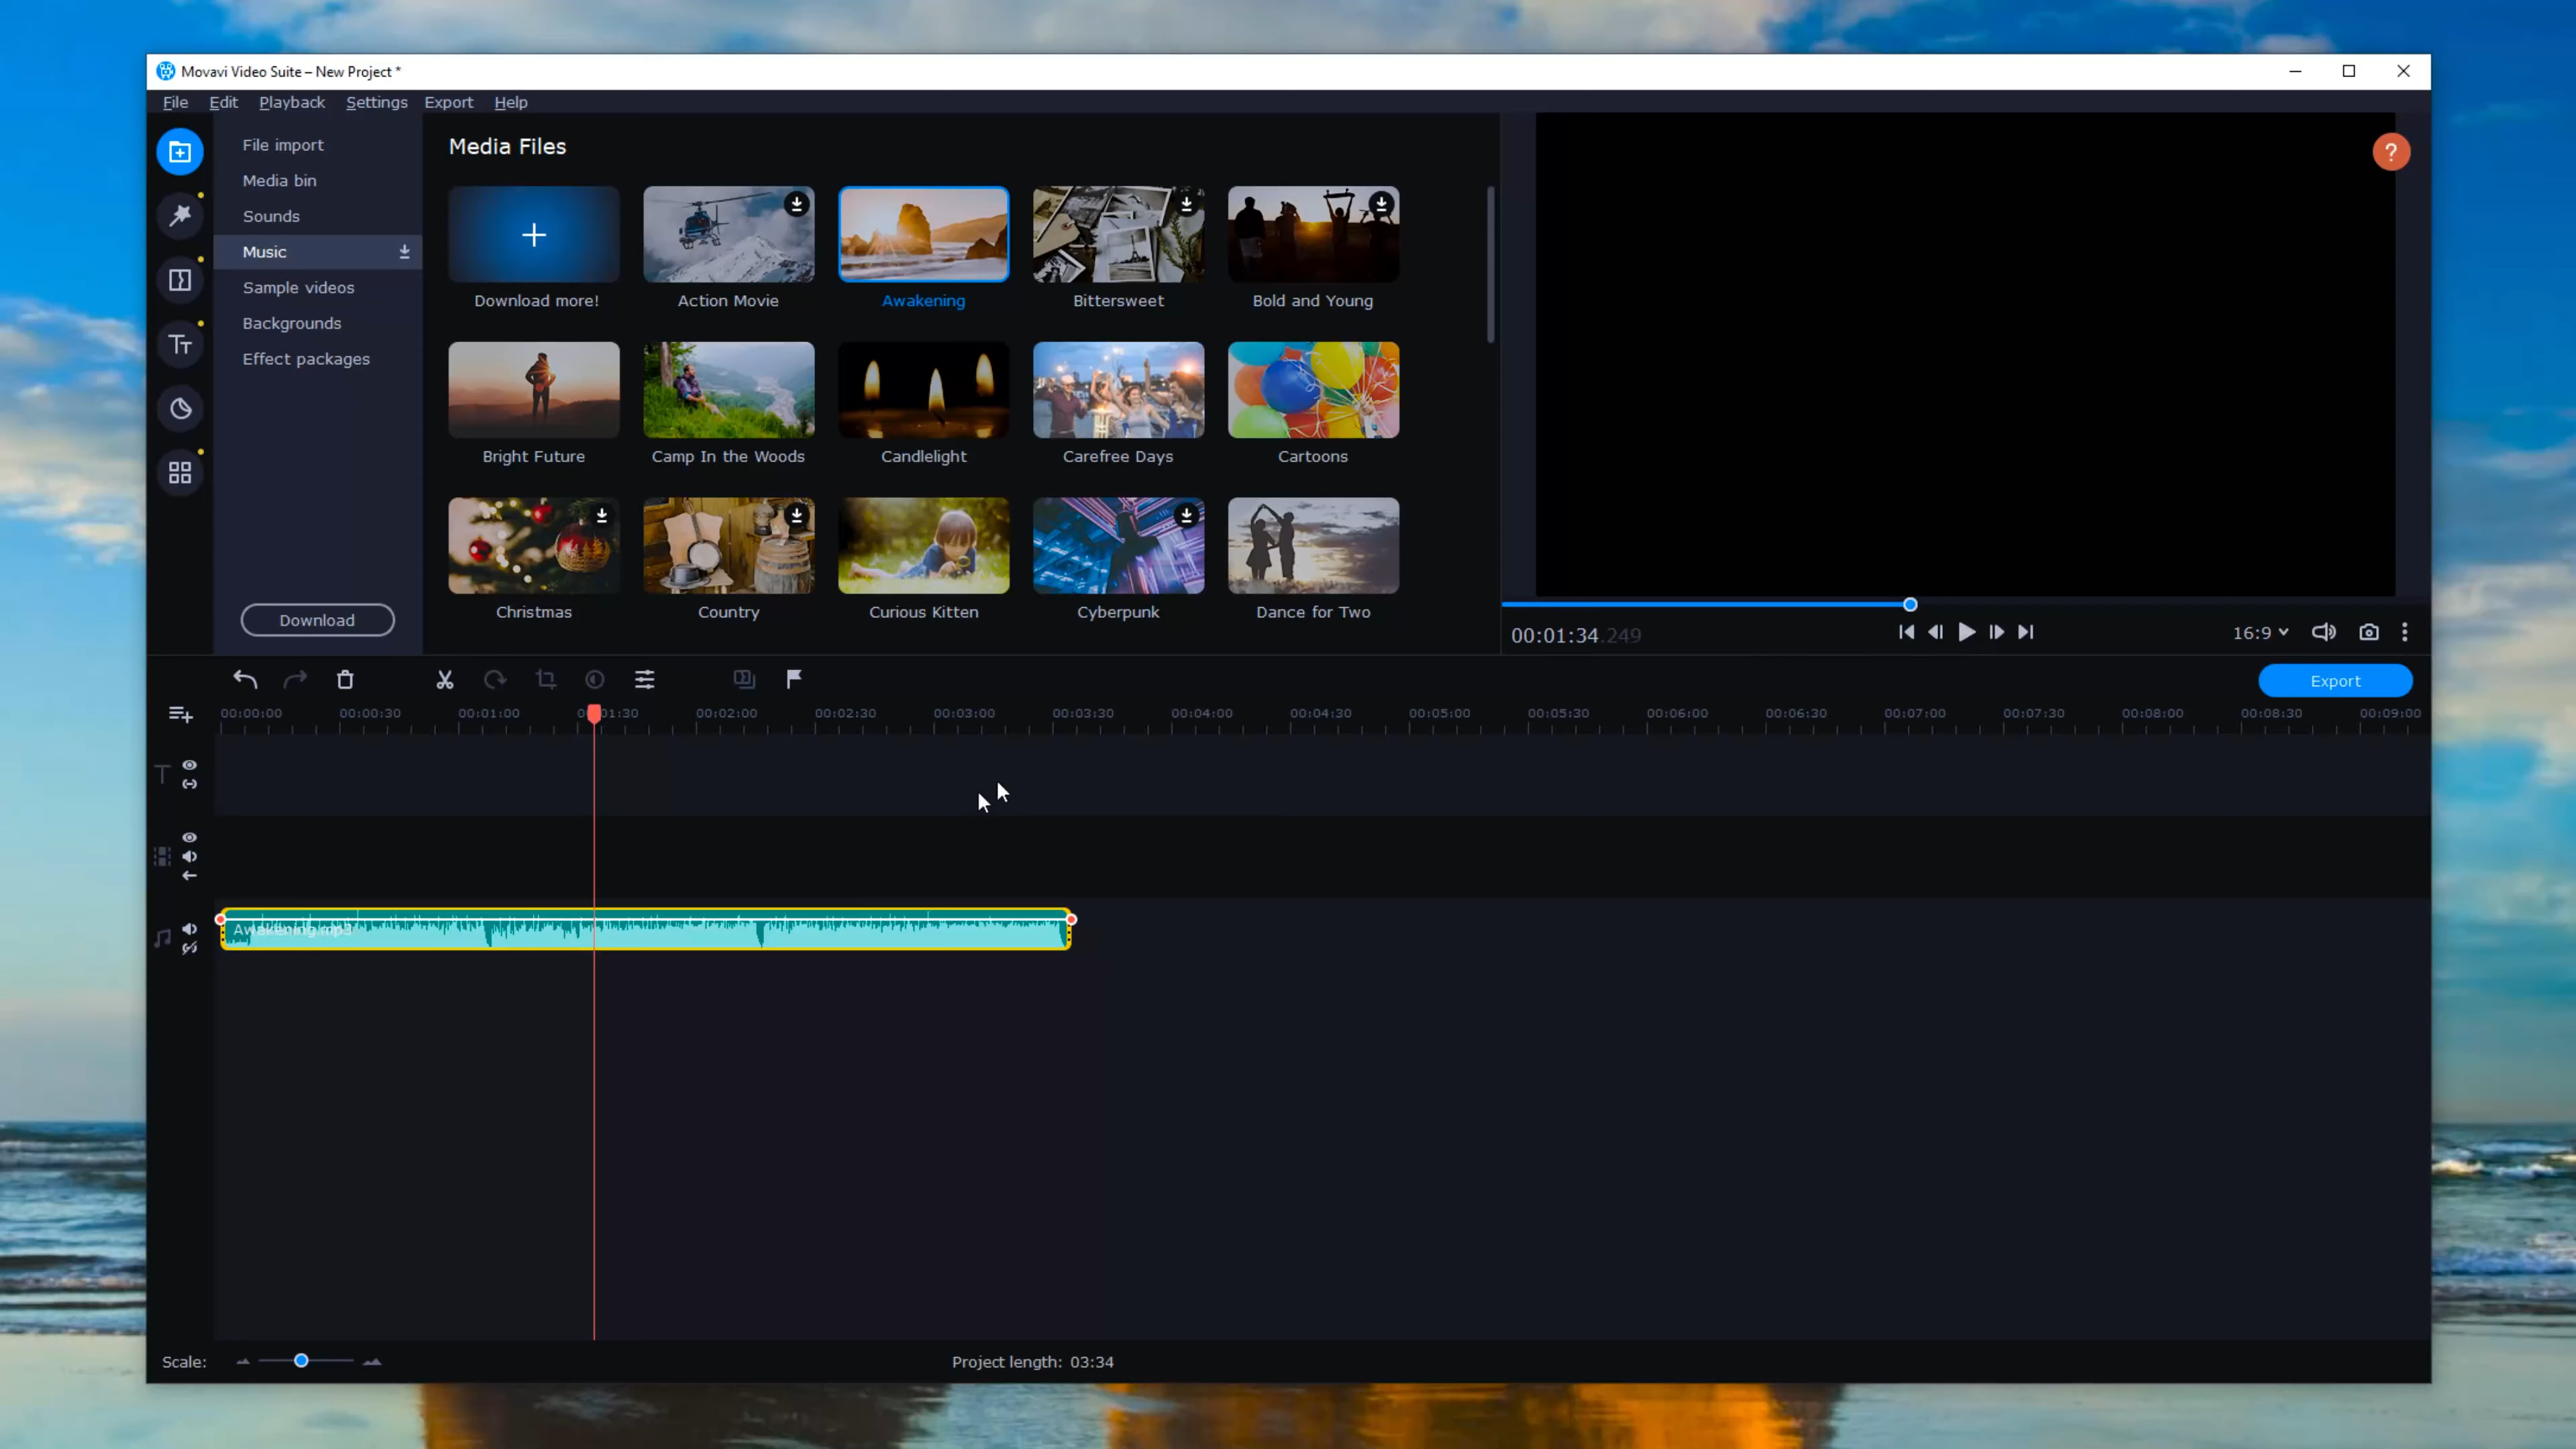 Movavi Video Suite – New Project *
File Edit Playback Settings Export Help
File import
Media bin
Sounds
Music
Sample videos
Backgrounds
Effect packages
Download
Media Files
Download more!
Action Movie
Awakening
Bittersweet
Bold and Young
Bright Future
Camp In the Woods
Candlelight
Carefree Days
Cartoons
Christmas
Country
Curious Kitten
Cyberpunk
Dance for Two
?
00:01:34.249
16:9
Export
00:00:00 00:00:30 00:01:00 00:01:30 00:02:00 00:02:30 00:03:00 00:03:30 00:04:00 00:04:30 00:05:00 00:05:30 00:06:00 00:06:30 00:07:00 00:07:30 00:08:00 00:08:30 00:09:00
Awakening.mp3
Scale:
Project length: 03:34